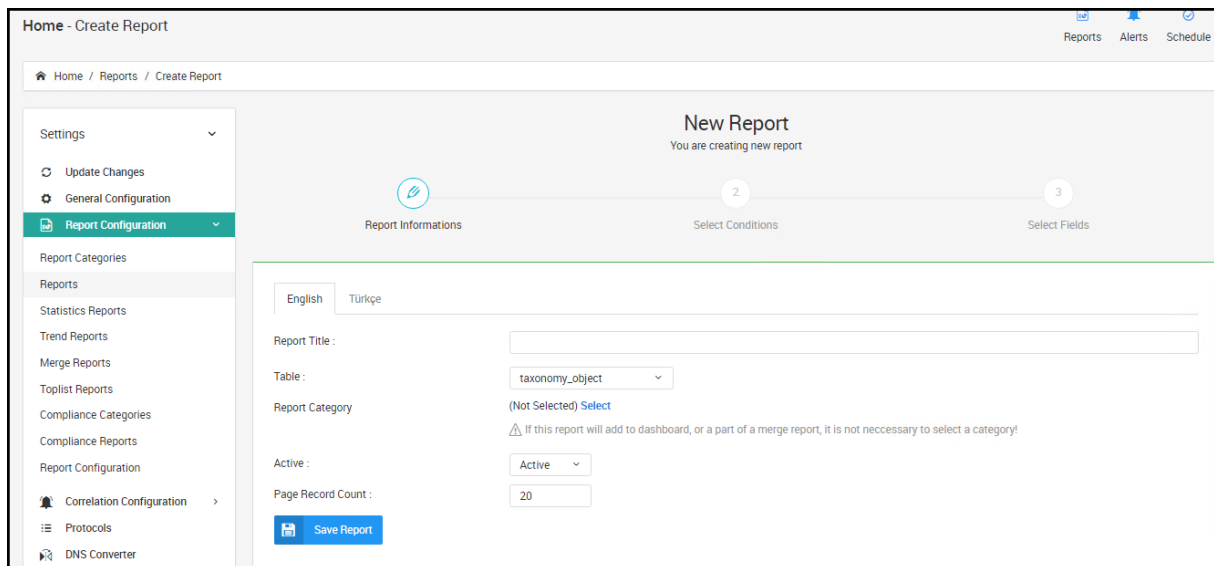 Home - Create Report
Reports Alerts Schedule
Home / Reports / Create Report
Settings
Update Changes
General Configuration
Report Configuration
Report Categories
Reports
Statistics Reports
Trend Reports
Merge Reports
Toplist Reports
Compliance Categories
Compliance Reports
Report Configuration
Correlation Configuration
Protocols
DNS Converter
New Report
You are creating new report
2 3
Report Informations Select Conditions Select Fields
English Türkçe
Report Title :
Table : taxonomy_object
Report Category (Not Selected) Select
If this report will add to dashboard, or a part of a merge report, it is not neccessary to select a category!
Active : Active
Page Record Count : 20
Save Report